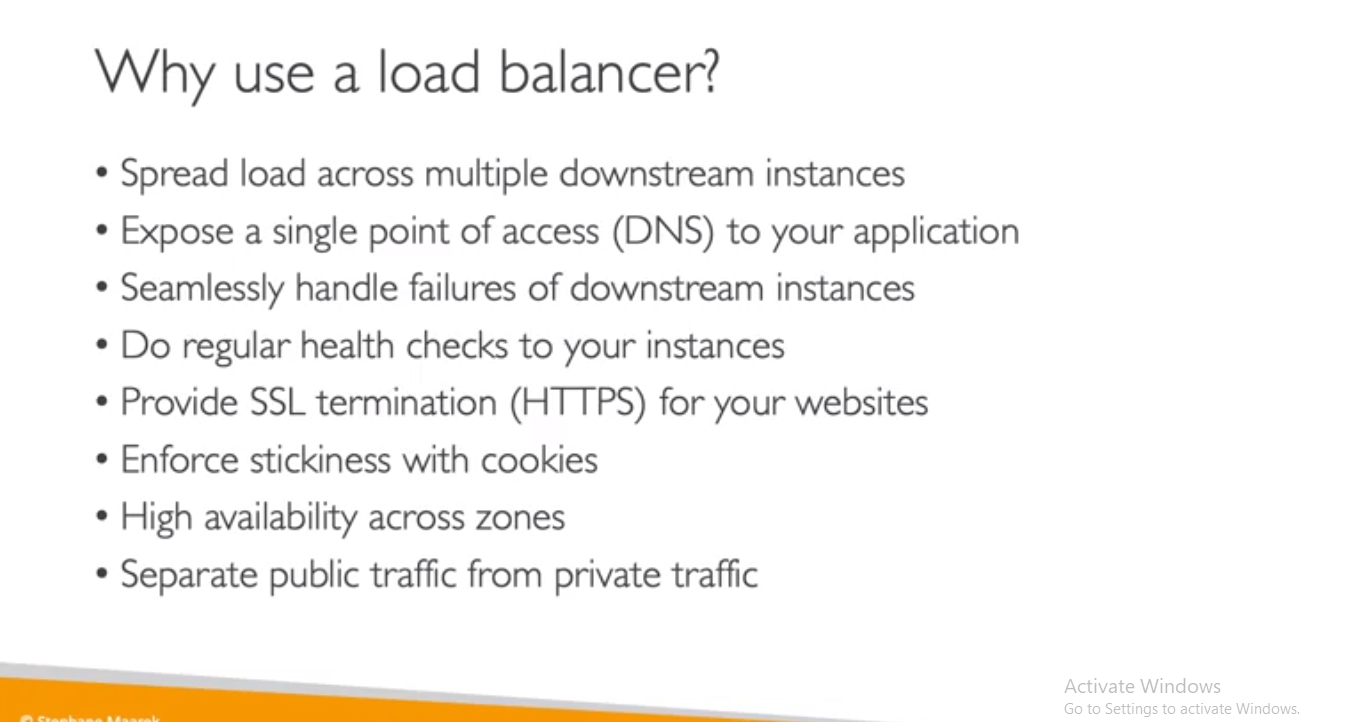 Why use a load balancer?
• Spread load across multiple downstream instances
• Expose a single point of access (DNS) to your application
• Seamlessly handle failures of downstream instances
• Do regular health checks to your instances
• Provide SSL termination (HTTPS) for your websites
• Enforce stickiness with cookies
• High availability across zones
• Separate public traffic from private traffic
Activate Windows
Go to Settings to activate Windows.
© Stephane Maarek